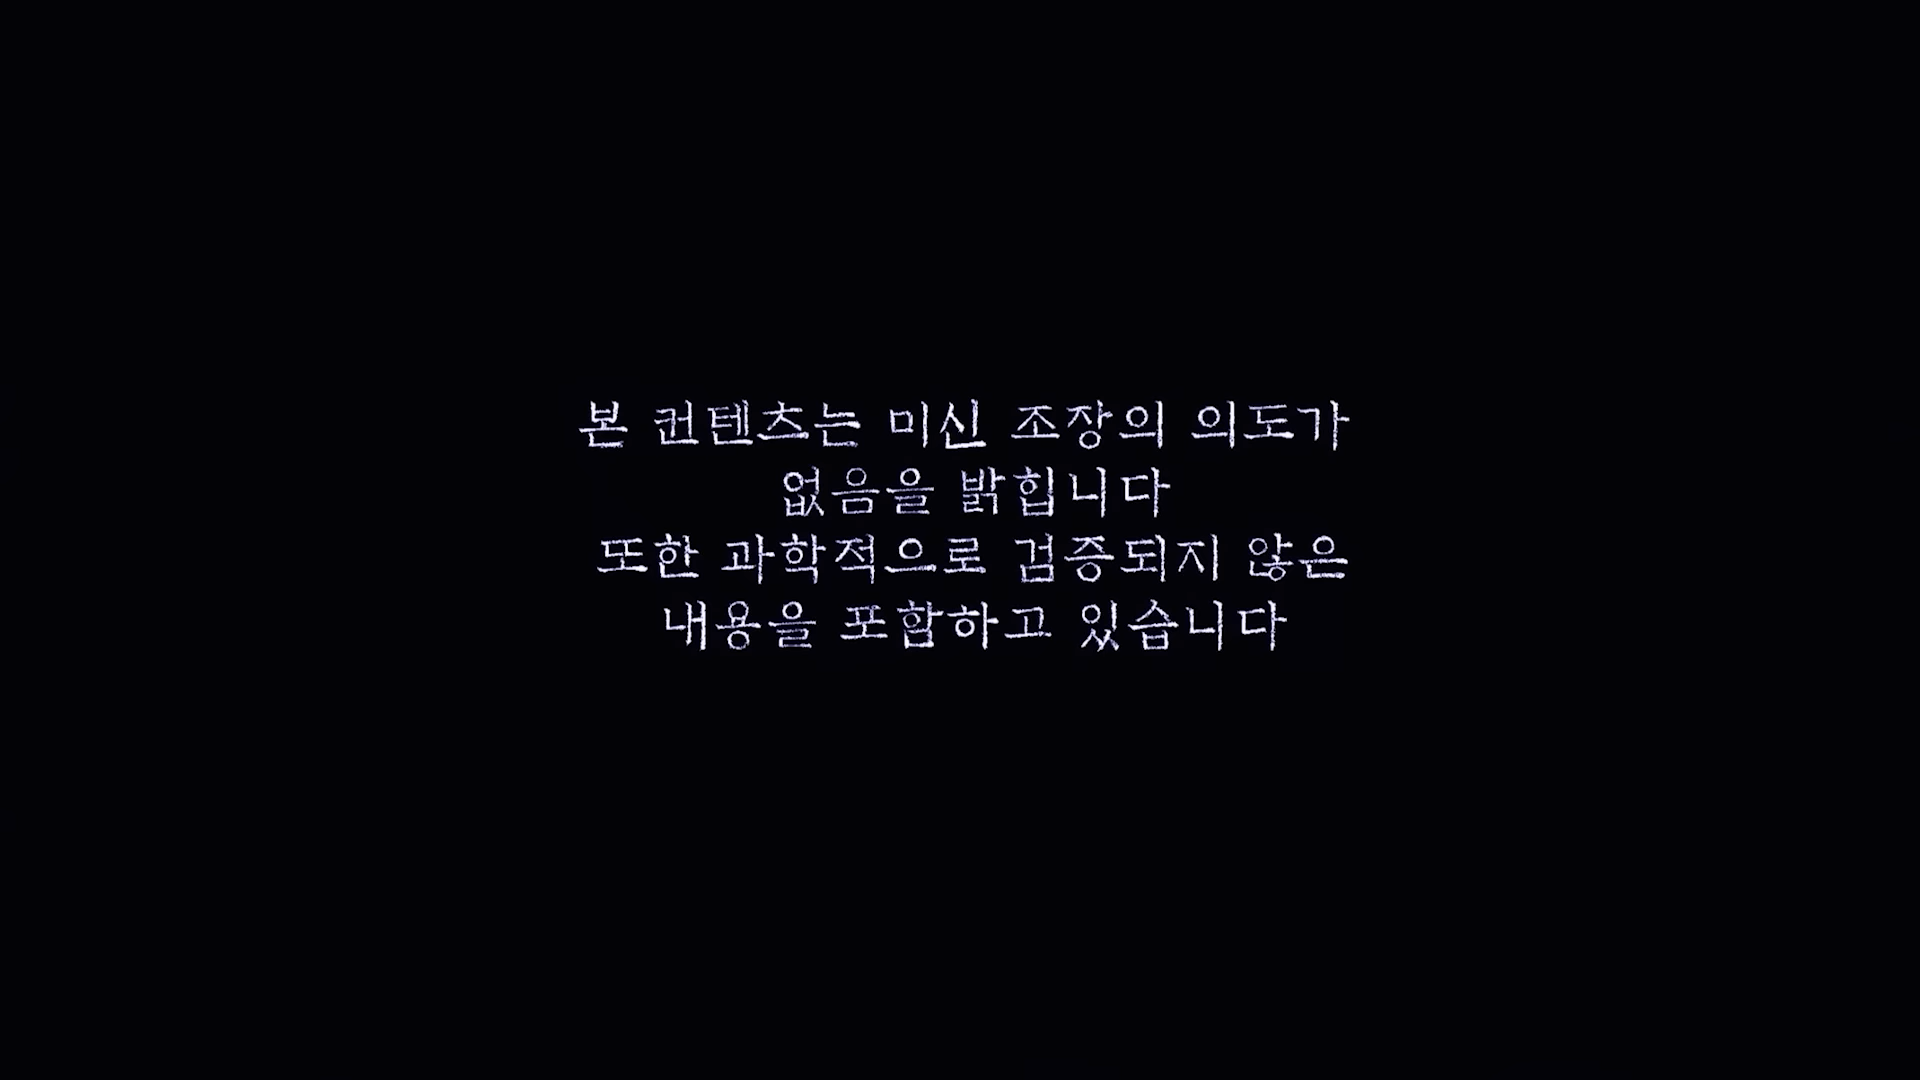 본 컨텐츠는 미신 조장의 의도가
없음을 밝힙니다
또한 과학적으로 검증되지 않은
내용을 포함하고 있습니다